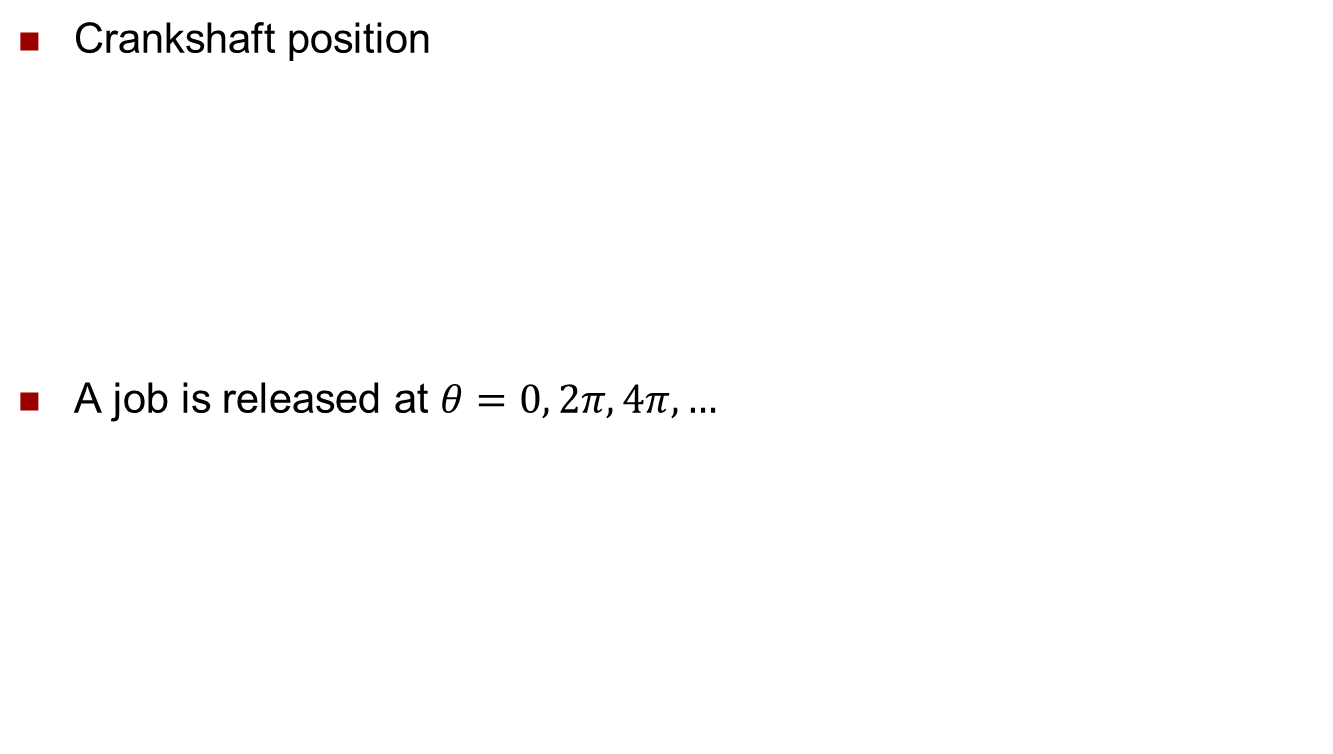 ■ Crankshaft position
■ A job is released at 𝜃 = 0, 2𝜋, 4𝜋, …